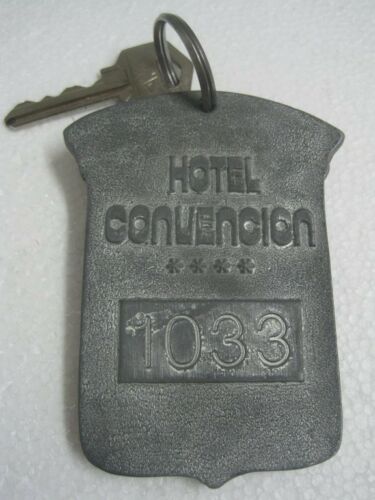 HOTEL
CONVENCION
****
1033